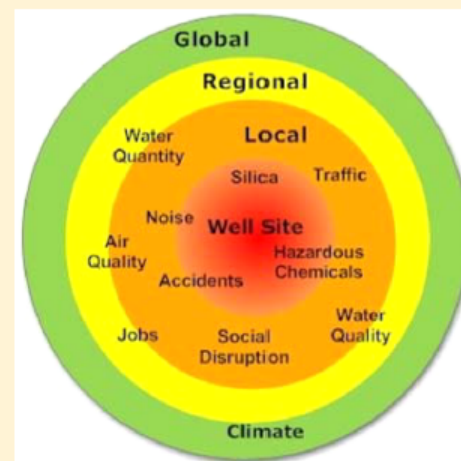 Global
Regional
Water
Quantity
Local
Silica
Traffic
Noise
Well Site
Air
Quality
Hazardous
Chemicals
Accidents
Water
Quality
Jobs
Social
Disruption
Climate